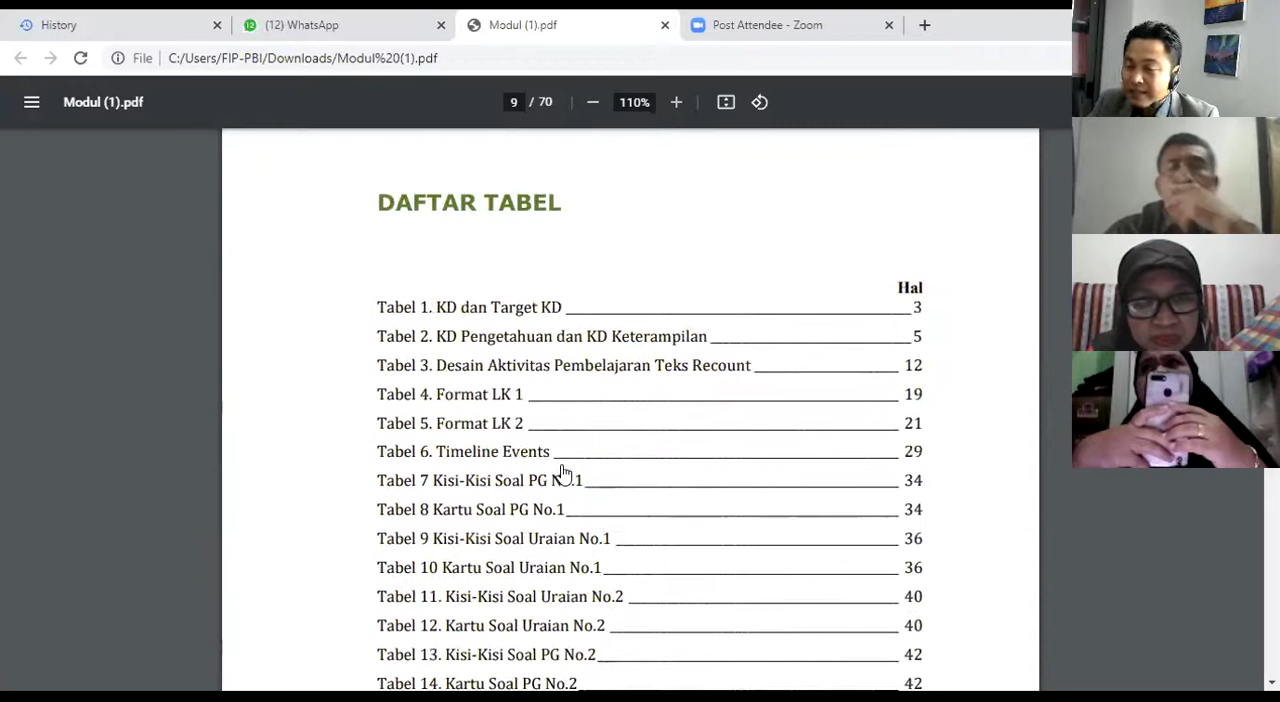 History
(12) WhatsApp
Modul (1).pdf
Post Attendee - Zoom
File
C:/Users/FIP-PBI/Downloads/Modul%20(1).pdf
Modul (1).pdf
9 / 70
110%
DAFTAR TABEL
Hal
Tabel 1. KD dan Target KD 3
Tabel 2. KD Pengetahuan dan KD Keterampilan 5
Tabel 3. Desain Aktivitas Pembelajaran Teks Recount 12
Tabel 4. Format LK 1 19
Tabel 5. Format LK 2 21
Tabel 6. Timeline Events 29
Tabel 7 Kisi-Kisi Soal PG No.1 34
Tabel 8 Kartu Soal PG No.1 34
Tabel 9 Kisi-Kisi Soal Uraian No.1 36
Tabel 10 Kartu Soal Uraian No.1 36
Tabel 11. Kisi-Kisi Soal Uraian No.2 40
Tabel 12. Kartu Soal Uraian No.2 40
Tabel 13. Kisi-Kisi Soal PG No.2 42
Tabel 14. Kartu Soal PG No.2 42